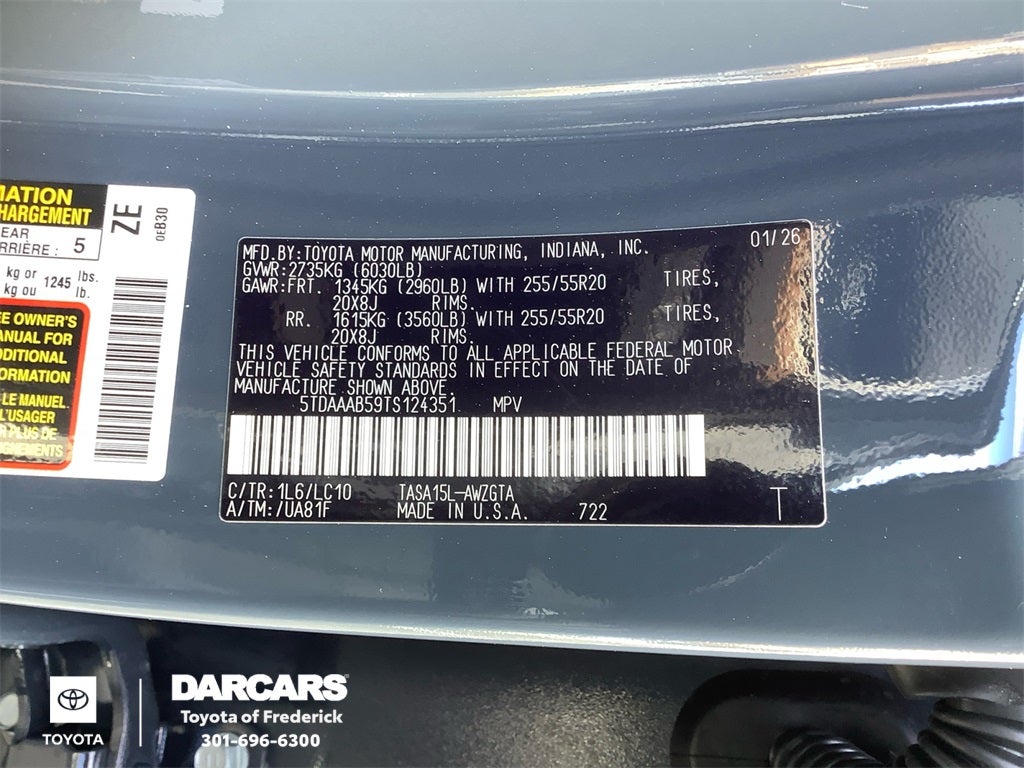 MATION
HARGEMENT
EAR
RRIÈRE : 5
kg or 1245 lbs.
kg ou lb.
ZE
0EB30
EE OWNER'S
ANUAL FOR
DDITIONAL
FORMATION
LE MANUEL
L'USAGER
R PLUS DE
GNEMENTS
MFD.BY:TOYOTA MOTOR MANUFACTURING, INDIANA, INC. 01/26
GVWR:2735KG (6030LB)
GAWR:FRT. 1345KG (2960LB) WITH 255/55R20 TIRES,
20X8J RIMS.
RR. 1615KG (3560LB) WITH 255/55R20 TIRES,
20X8J RIMS.
THIS VEHICLE CONFORMS TO ALL APPLICABLE FEDERAL MOTOR
VEHICLE SAFETY STANDARDS IN EFFECT ON THE DATE OF
MANUFACTURE SHOWN ABOVE.
5TDAAAB59TS124351 MPV
C/TR:1L6/LC10 TASA15L-AWZGTA
A/TM:/UA81F MADE IN U.S.A. 722 T
TOYOTA
DARCARS
Toyota of Frederick
301-696-6300